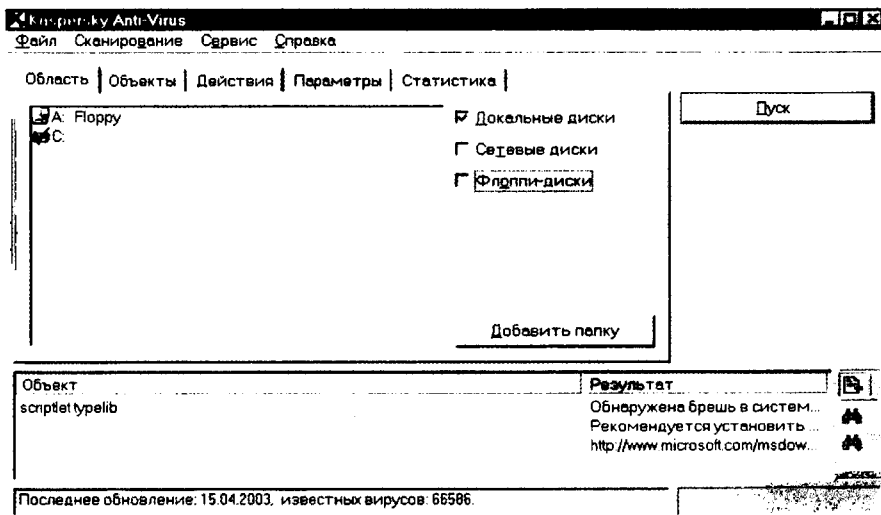 Kaspersky Anti-Virus
Файл Сканирование Сервис Справка
Область Объекты Действия Параметры Статистика
A: Floppy
C:
Локальные диски
Сетевые диски
Флоппи-диски
Добавить папку
Пуск
Объект Результат
scriptlet typelib Обнаружена брешь в систем...
Рекомендуется установить ...
http://www.microsoft.com/msdow...
Последнее обновление: 15.04.2003, известных вирусов: 66586.